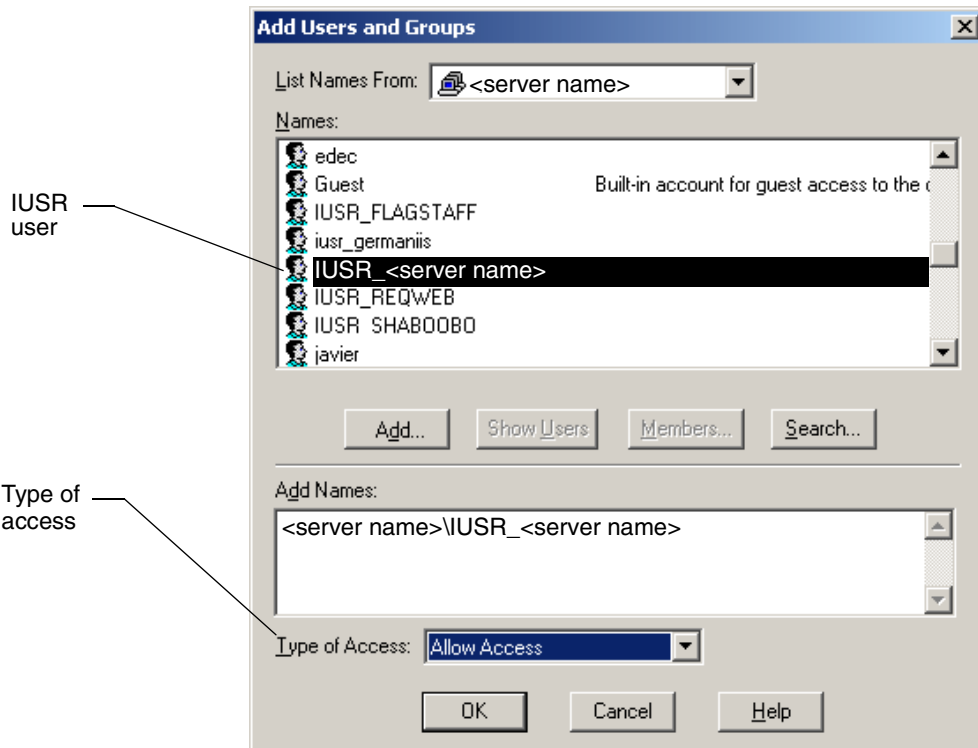 Add Users and Groups
List Names From: <server name>
Names:
edec
Guest Built-in account for guest access to the
IUSR_FLAGSTAFF
iusr_germaniis
IUSR
user
IUSR_<server name>
IUSR_REQWEB
IUSR_SHABOOBO
javier
Add... Show Users Members... Search...
Type of
access
Add Names:
<server name>\IUSR_<server name>
Type of Access: Allow Access
OK Cancel Help